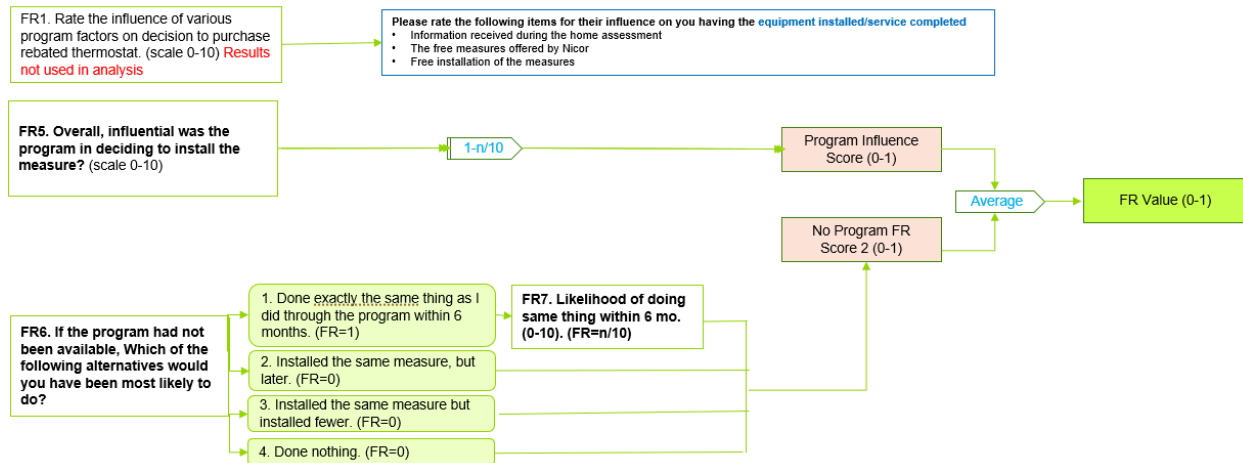 FR1. Rate the influence of various
program factors on decision to purchase
rebated thermostat. (scale 0-10) Results
not used in analysis
Please rate the following items for their influence on you having the equipment installed/service completed
• Information received during the home assessment
• The free measures offered by Nicor
• Free installation of the measures
FR5. Overall, influential was the
program in deciding to install the
measure? (scale 0-10)
1-n/10
Program Influence
Score (0-1)
Average
FR Value (0-1)
No Program FR
Score 2 (0-1)
FR6. If the program had not
been available, Which of the
following alternatives would
you have been most likely to
do?
1. Done exactly the same thing as I
did through the program within 6
months. (FR=1)
FR7. Likelihood of doing
same thing within 6 mo.
(0-10). (FR=n/10)
2. Installed the same measure, but
later. (FR=0)
3. Installed the same measure but
installed fewer. (FR=0)
4. Done nothing. (FR=0)